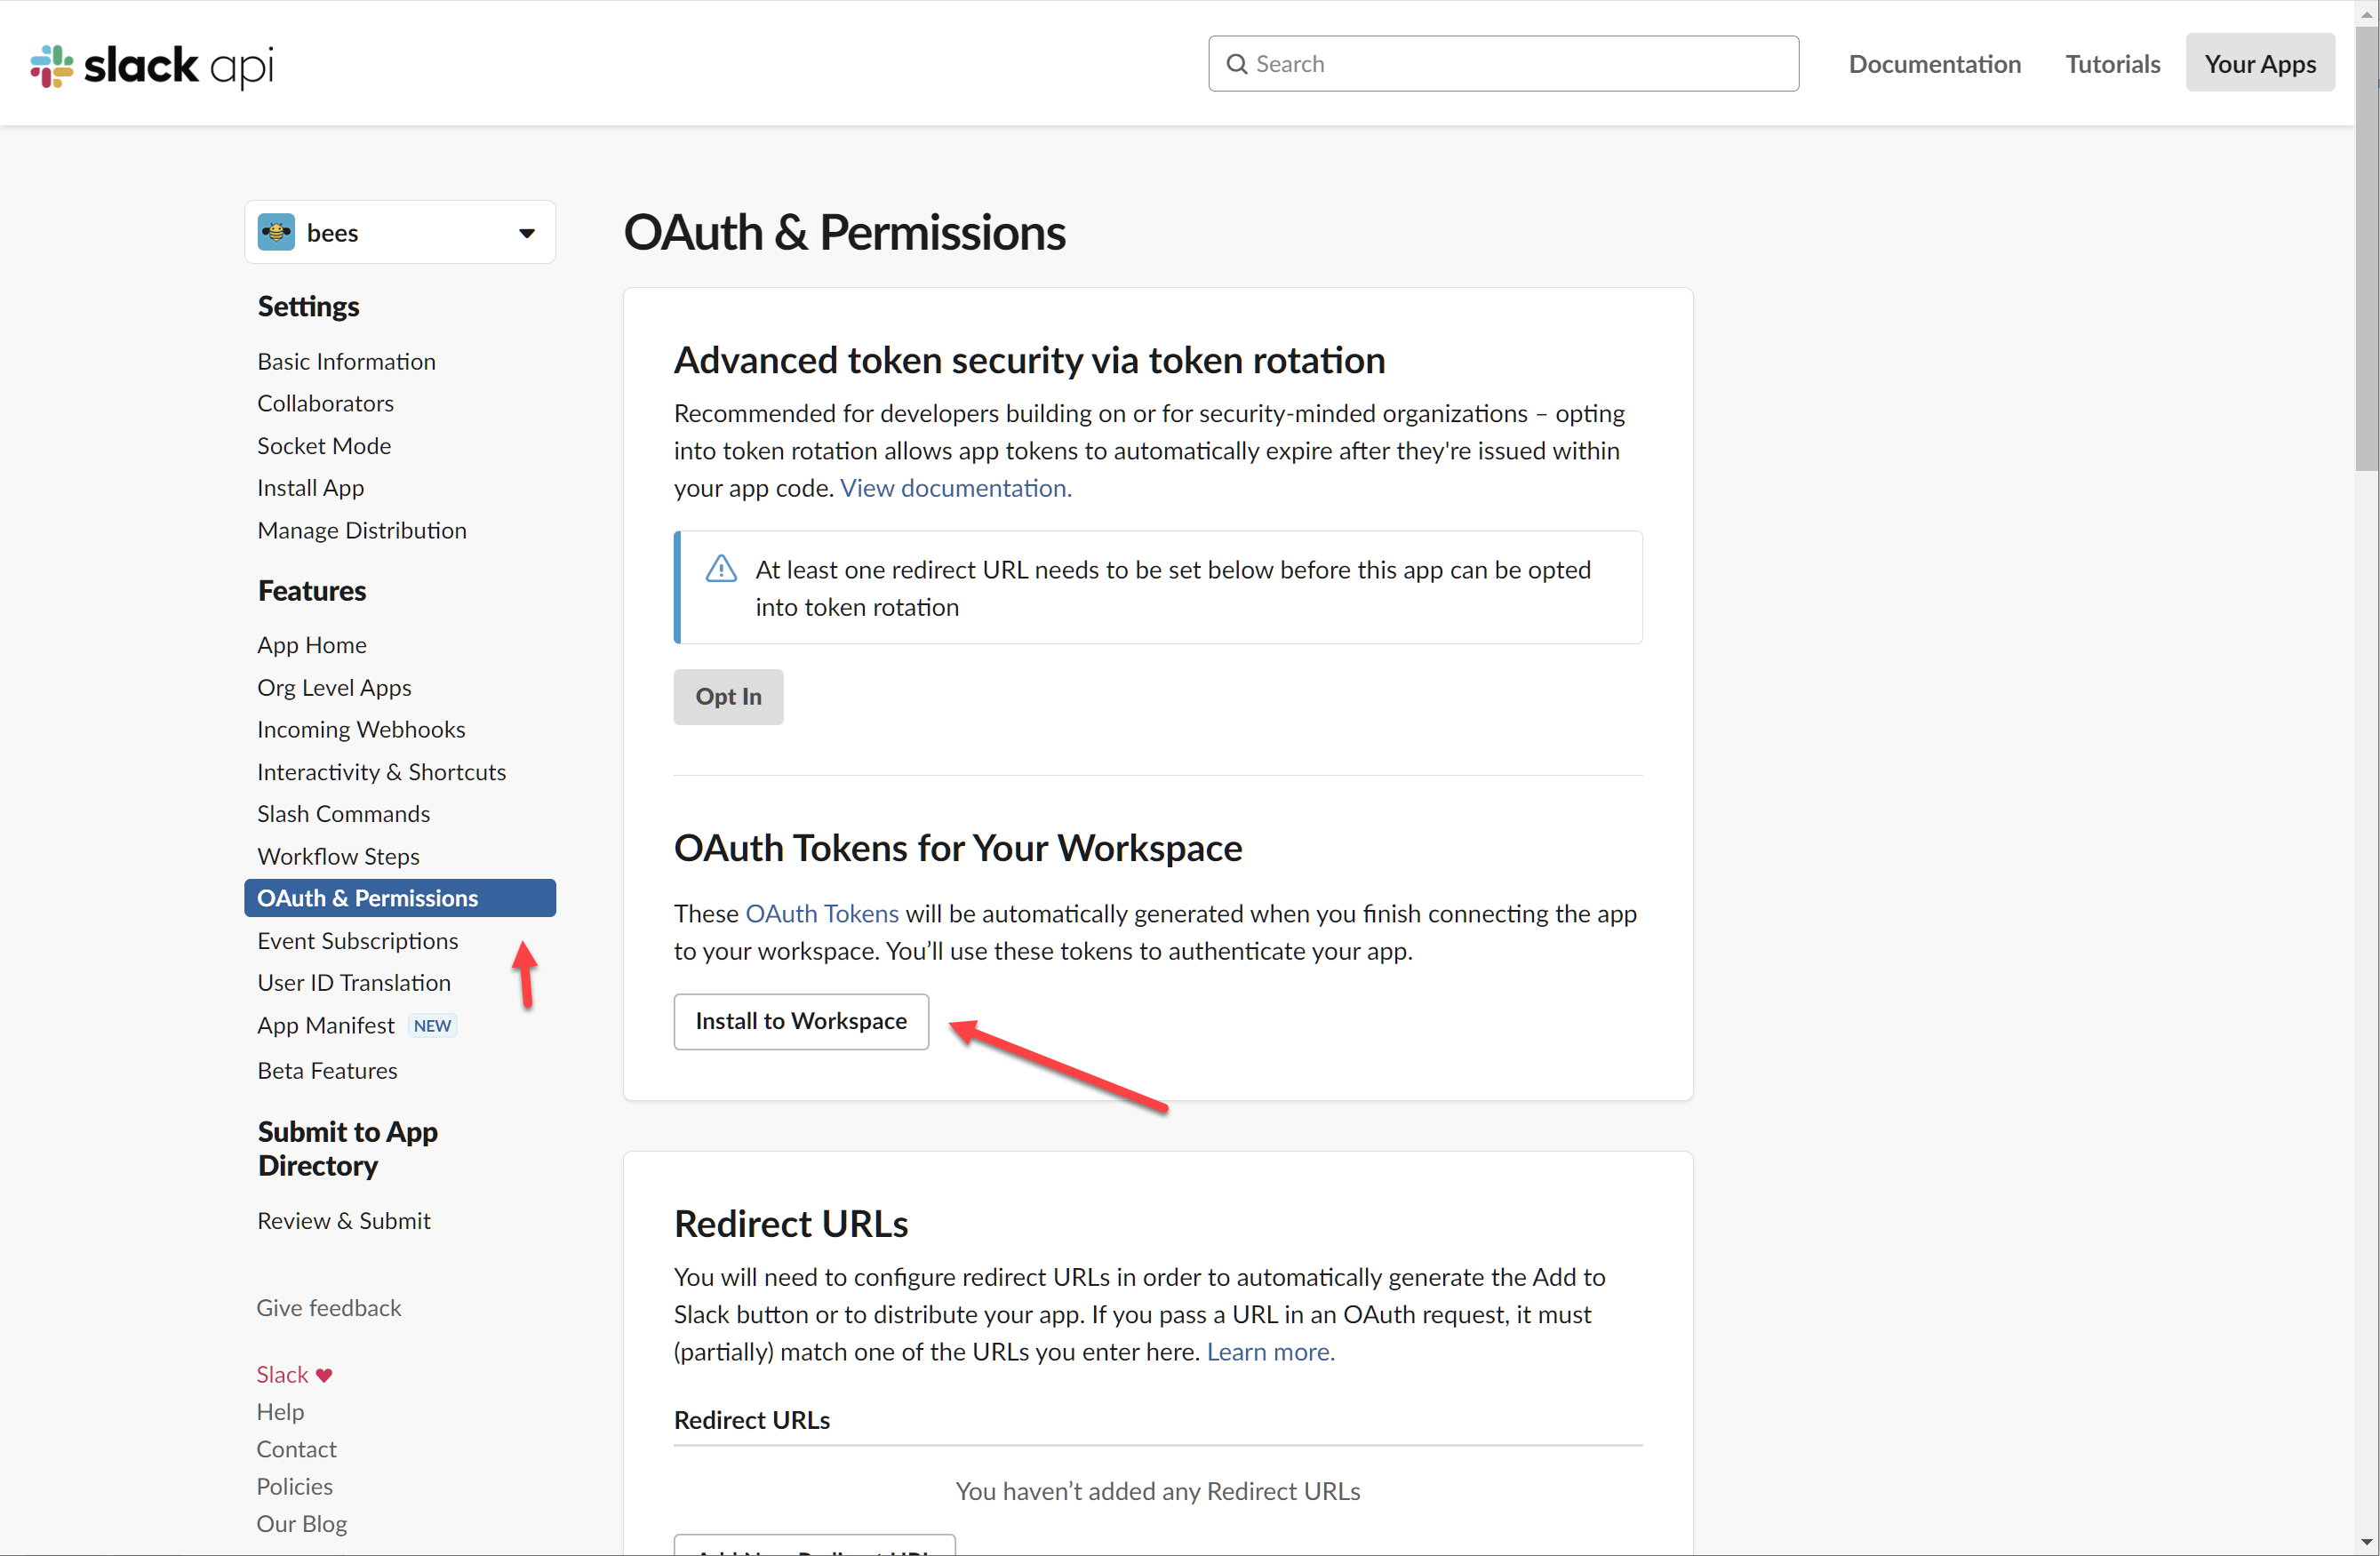 slack api
Search
Documentation
Tutorials
Your Apps
bees
Settings
Basic Information
Collaborators
Socket Mode
Install App
Manage Distribution
Features
App Home
Org Level Apps
Incoming Webhooks
Interactivity & Shortcuts
Slash Commands
Workflow Steps
OAuth & Permissions
Event Subscriptions
User ID Translation
App Manifest NEW
Beta Features
Submit to App
Directory
Review & Submit
Give feedback
Slack ♥
Help
Contact
Policies
Our Blog
OAuth & Permissions
Advanced token security via token rotation
Recommended for developers building on or for security-minded organizations – opting
into token rotation allows app tokens to automatically expire after they're issued within
your app code. View documentation.
At least one redirect URL needs to be set below before this app can be opted
into token rotation
Opt In
OAuth Tokens for Your Workspace
These OAuth Tokens will be automatically generated when you finish connecting the app
to your workspace. You’ll use these tokens to authenticate your app.
Install to Workspace
Redirect URLs
You will need to configure redirect URLs in order to automatically generate the Add to
Slack button or to distribute your app. If you pass a URL in an OAuth request, it must
(partially) match one of the URLs you enter here. Learn more.
Redirect URLs
You haven’t added any Redirect URLs